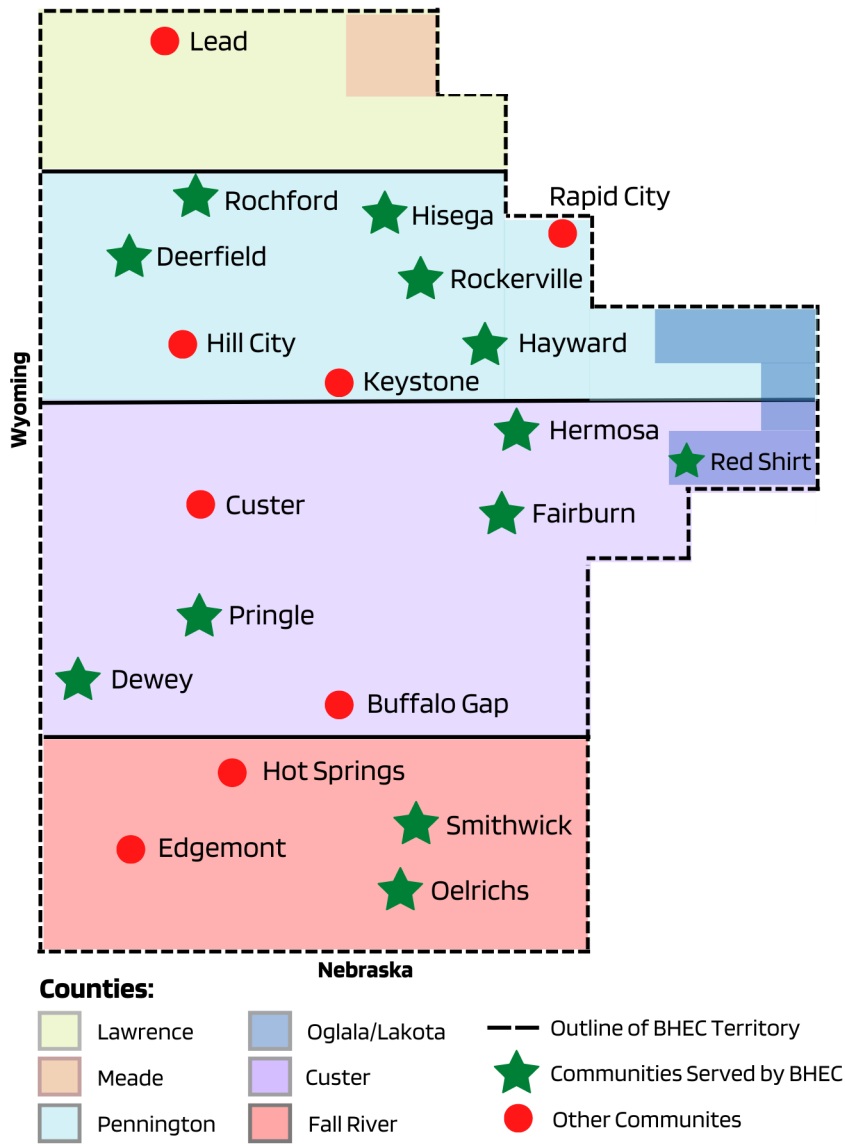 Lead
Rochford
Hisega
Rapid City
Deerfield
Rockerville
Hill City
Hayward
Keystone
Wyoming
Hermosa
Red Shirt
Custer
Fairburn
Pringle
Dewey
Buffalo Gap
Hot Springs
Smithwick
Edgemont
Oelrichs
Nebraska
Counties:
Lawrence
Meade
Pennington
Oglala/Lakota
Custer
Fall River
Outline of BHEC Territory
Communities Served by BHEC
Other Communites